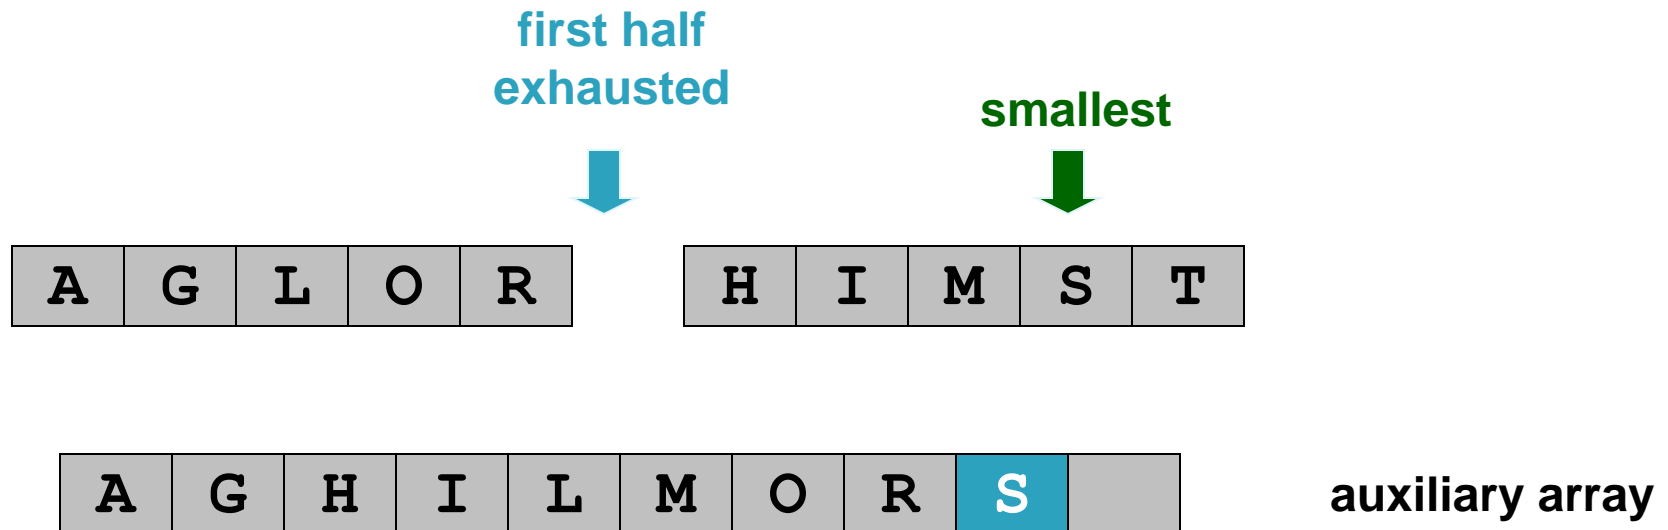 first half
exhausted
smallest
A G L O R H I M S T
A G H I L M O R S
auxiliary array